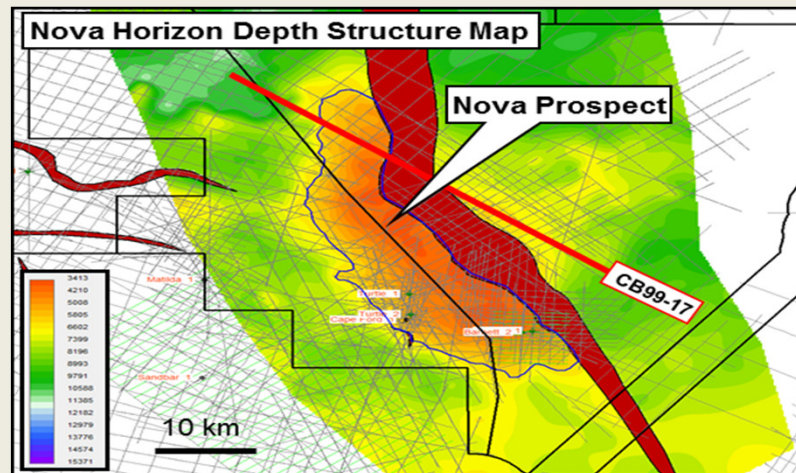 Nova Horizon Depth Structure Map
Nova Prospect
CB99-17
Matilda 1
Turtle 1
Turtle 2
Cape Ford
Barnett 2 1
Sandbar 1
3413
4210
5008
5805
6602
7399
8196
8993
9791
10588
11385
12182
12979
13776
14574
15371
10 km